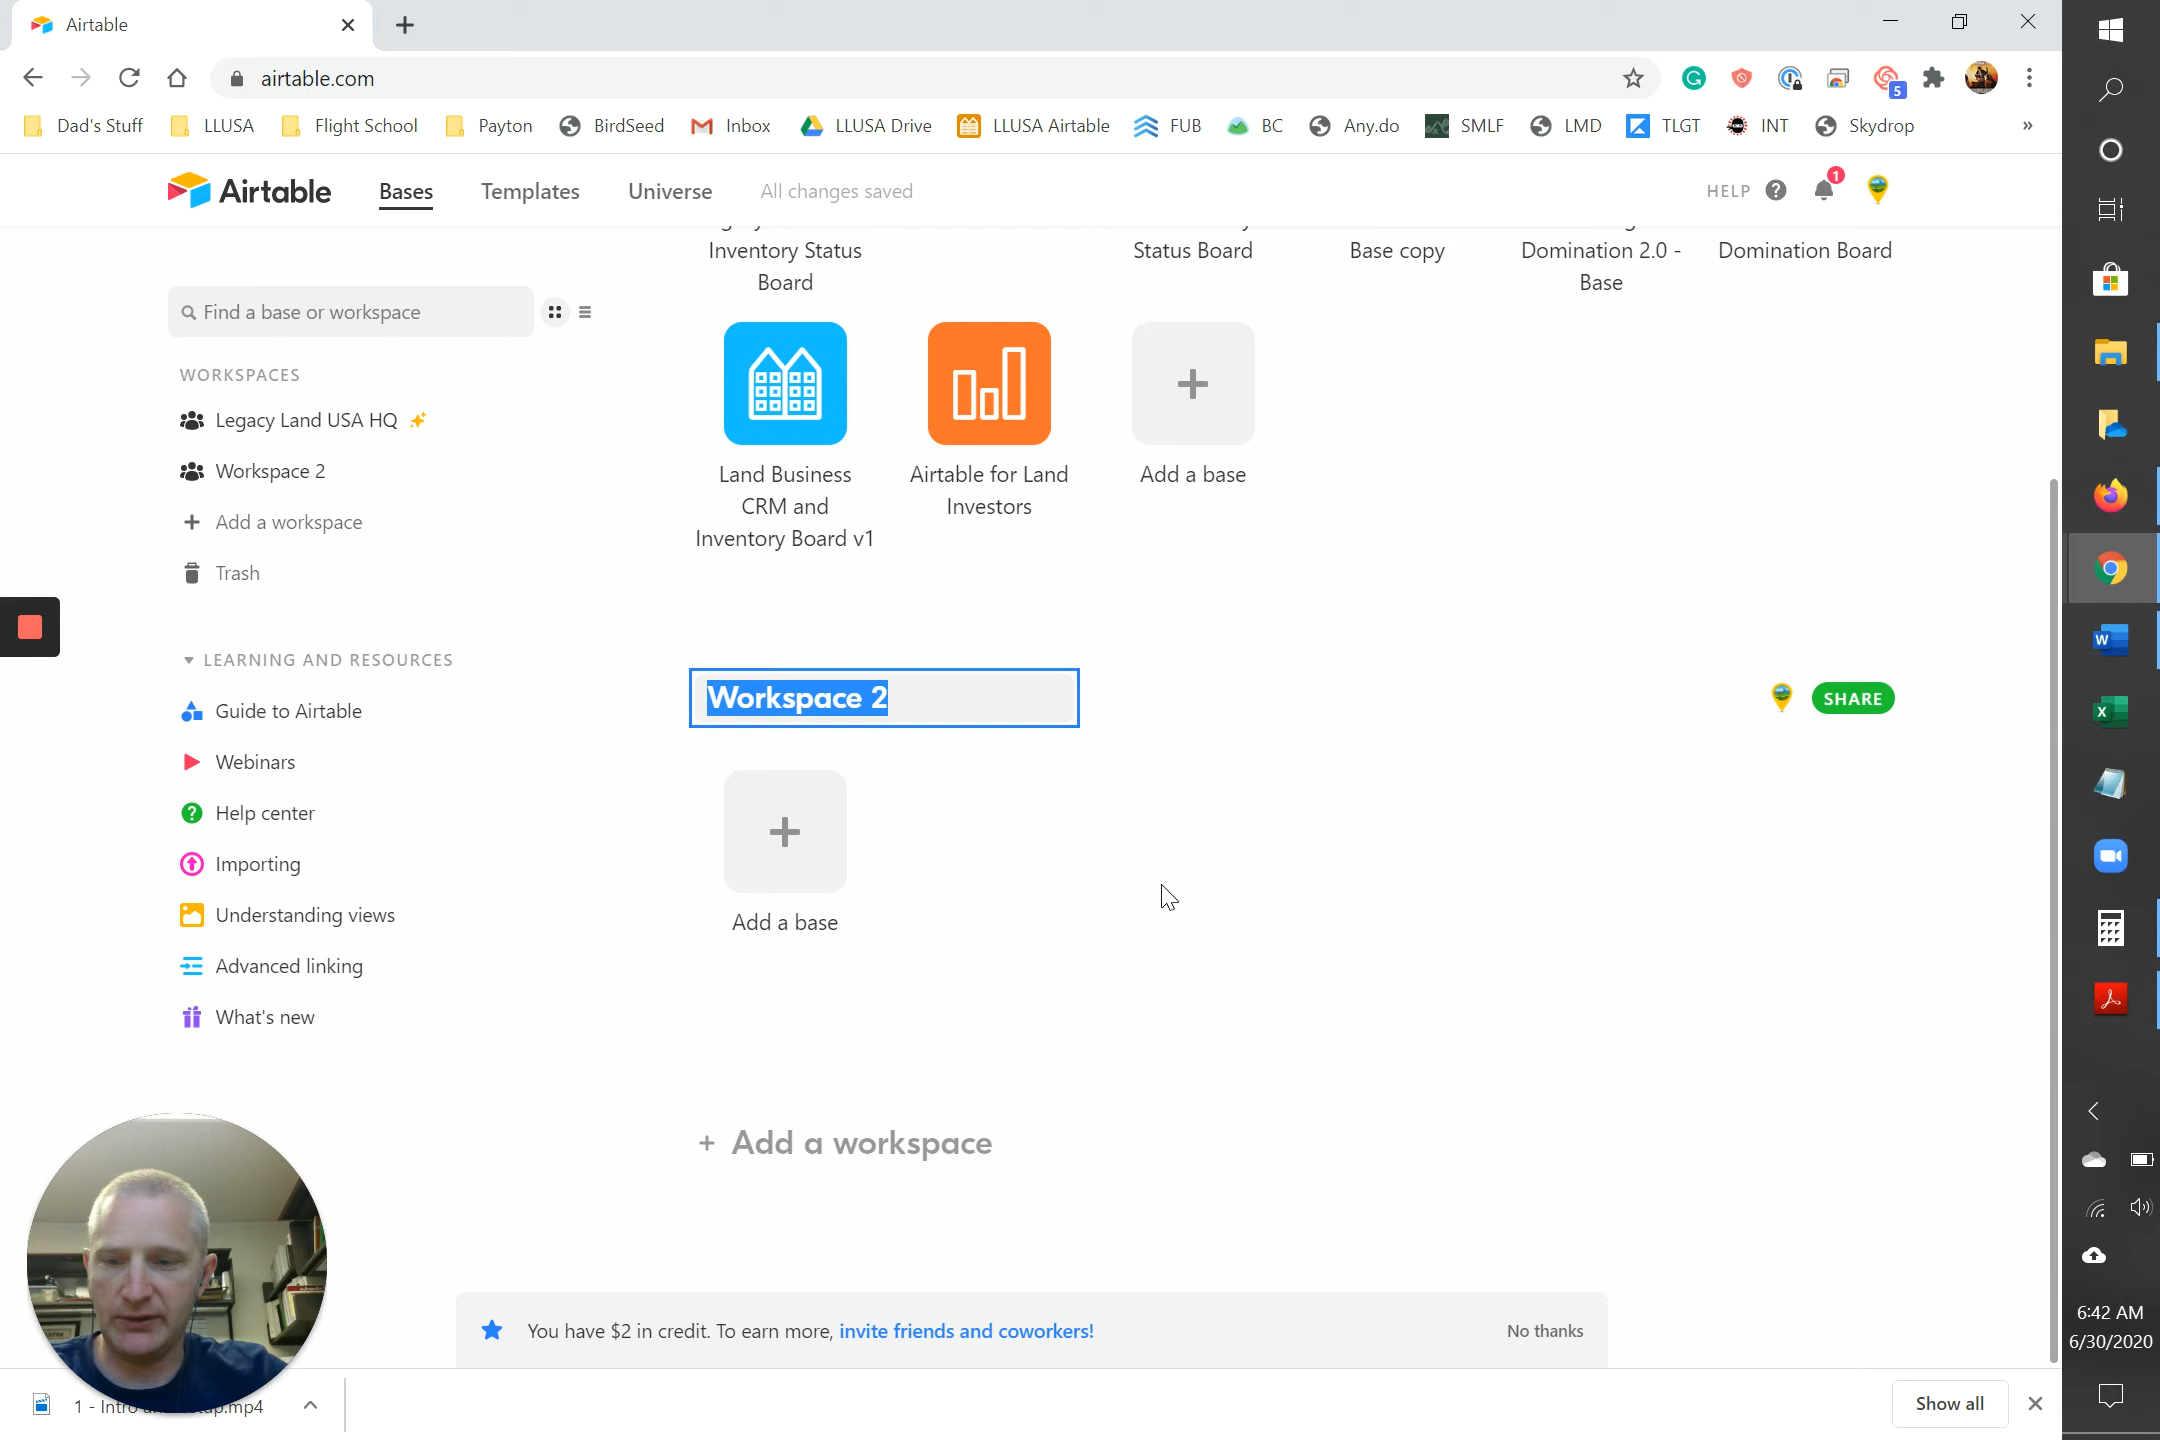 Airtable
airtable.com
5
Dad's Stuff
LLUSA
Flight School
Payton
BirdSeed
Inbox
LLUSA Drive
LLUSA Airtable
FUB
BC
Any.do
SMLF
LMD
TLGT
INT
Skydrop
»
Airtable
Bases
Templates
Universe
All changes saved
HELP
1
Inventory Status
Board
Status Board
Base copy
Domination 2.0 -
Base
Domination Board
Find a base or workspace
WORKSPACES
Legacy Land USA HQ
Workspace 2
Add a workspace
Trash
Land Business
CRM and
Inventory Board v1
Airtable for Land
Investors
Add a base
LEARNING AND RESOURCES
Guide to Airtable
Webinars
Help center
Importing
Understanding views
Advanced linking
What's new
Workspace 2
SHARE
Add a base
+ Add a workspace
You have $2 in credit. To earn more, invite friends and coworkers!
No thanks
1 - Intro
.mp4
Show all
6:42 AM
6/30/2020